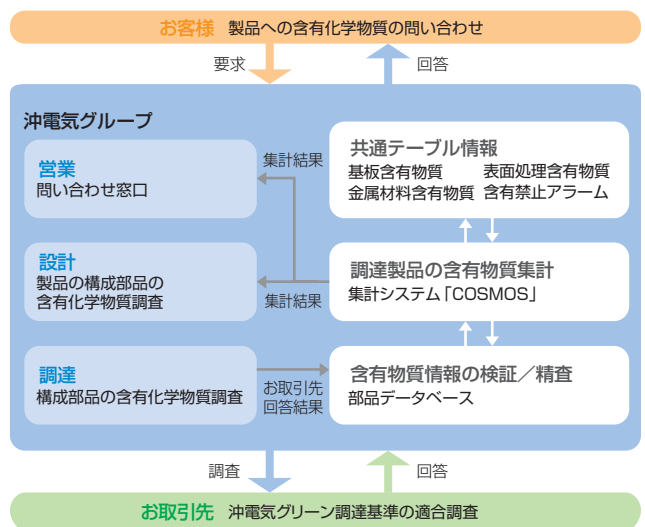 お客様 製品への含有化学物質の問い合わせ
要求
回答
沖電気グループ
営業
問い合わせ窓口
集計結果
共通テーブル情報
基板含有物質 表面処理含有物質
金属材料含有物質 含有禁止アラーム
設計
製品の構成部品の
含有化学物質調査
集計結果
調達製品の含有物質集計
集計システム「COSMOS」
調達
構成部品の含有化学物質調査
お取引先
回答結果
含有物質情報の検証／精査
部品データベース
調査
回答
お取引先 沖電気グリーン調達基準の適合調査